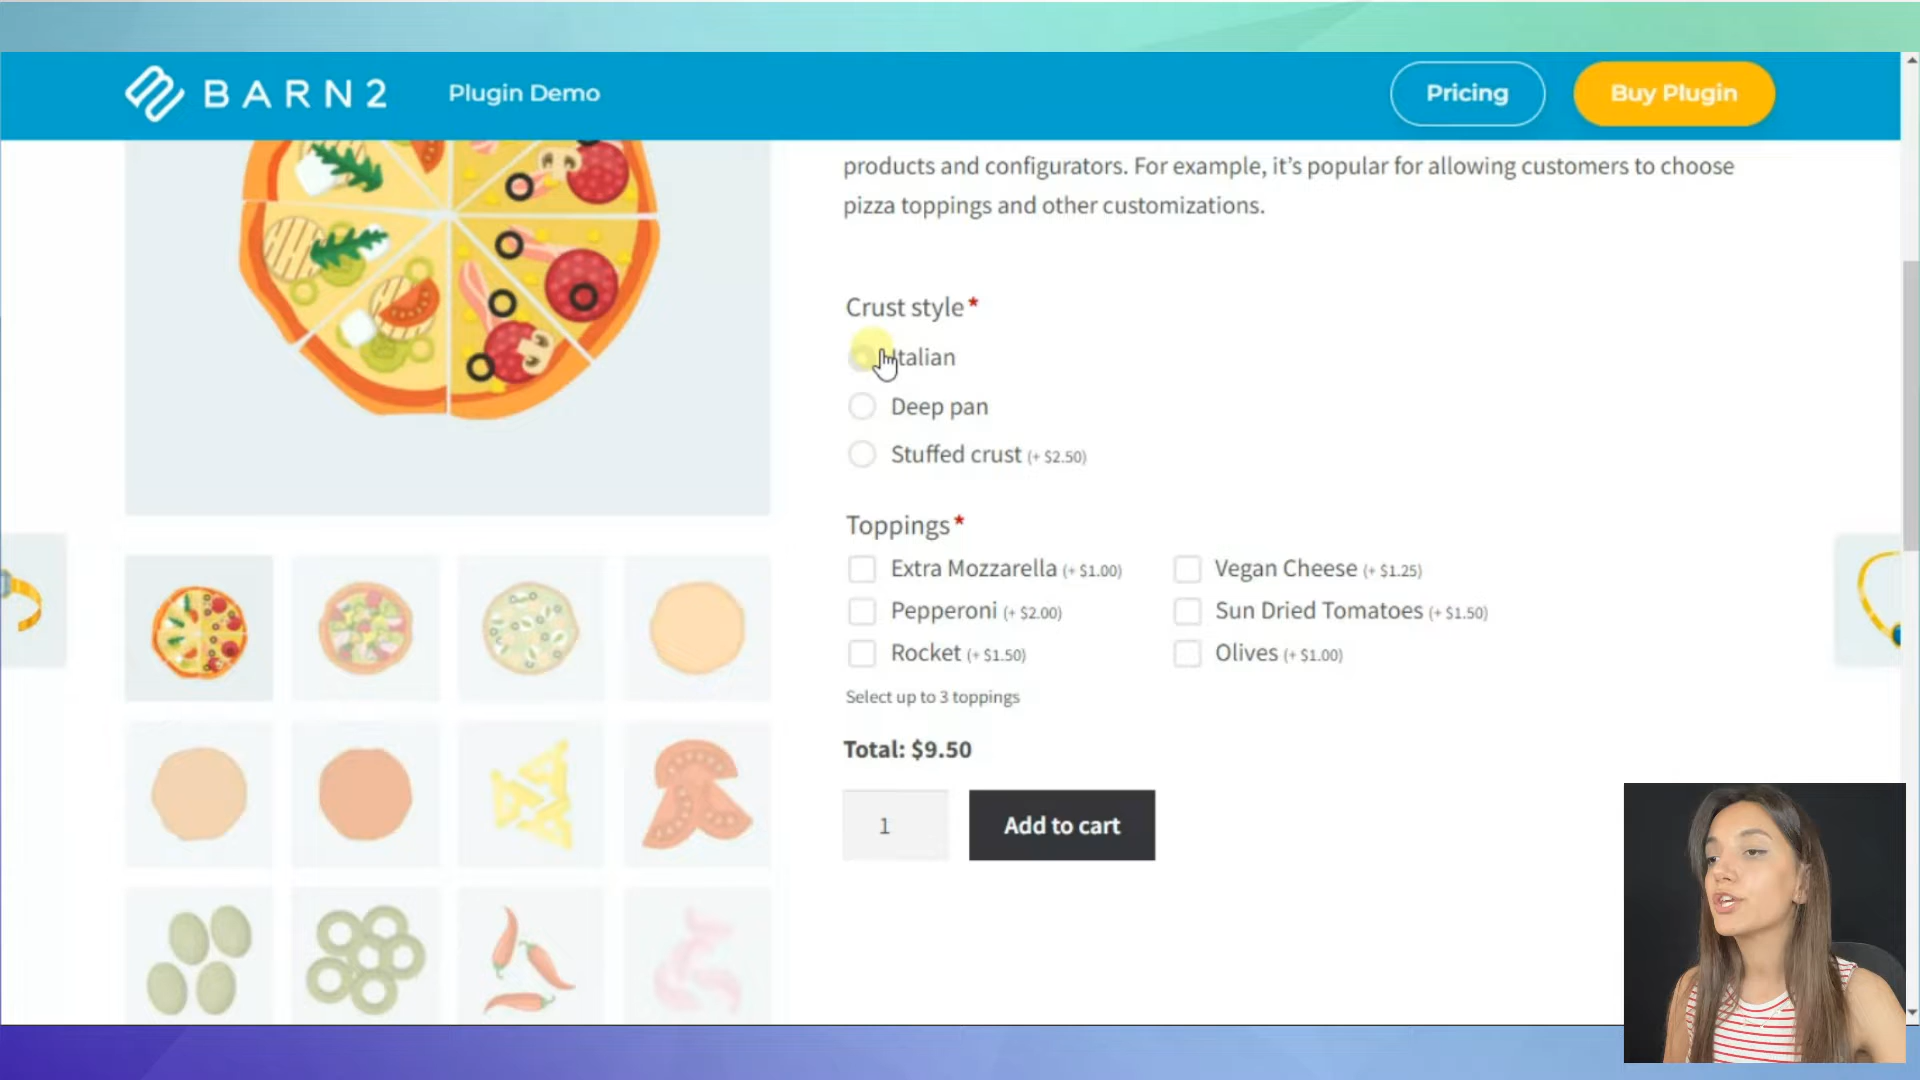 BARN2
Plugin Demo
Pricing
Buy Plugin
products and configurators. For example, it's popular for allowing customers to choose
pizza toppings and other customizations.
Crust style*
Italian
Deep pan
Stuffed crust (+ $2.50)
Toppings*
Extra Mozzarella (+ $1.00)
Vegan Cheese (+ $1.25)
Pepperoni (+ $2.00)
Sun Dried Tomatoes (+ $1.50)
Rocket (+ $1.50)
Olives (+ $1.00)
Select up to 3 toppings
Total: $9.50
1
Add to cart